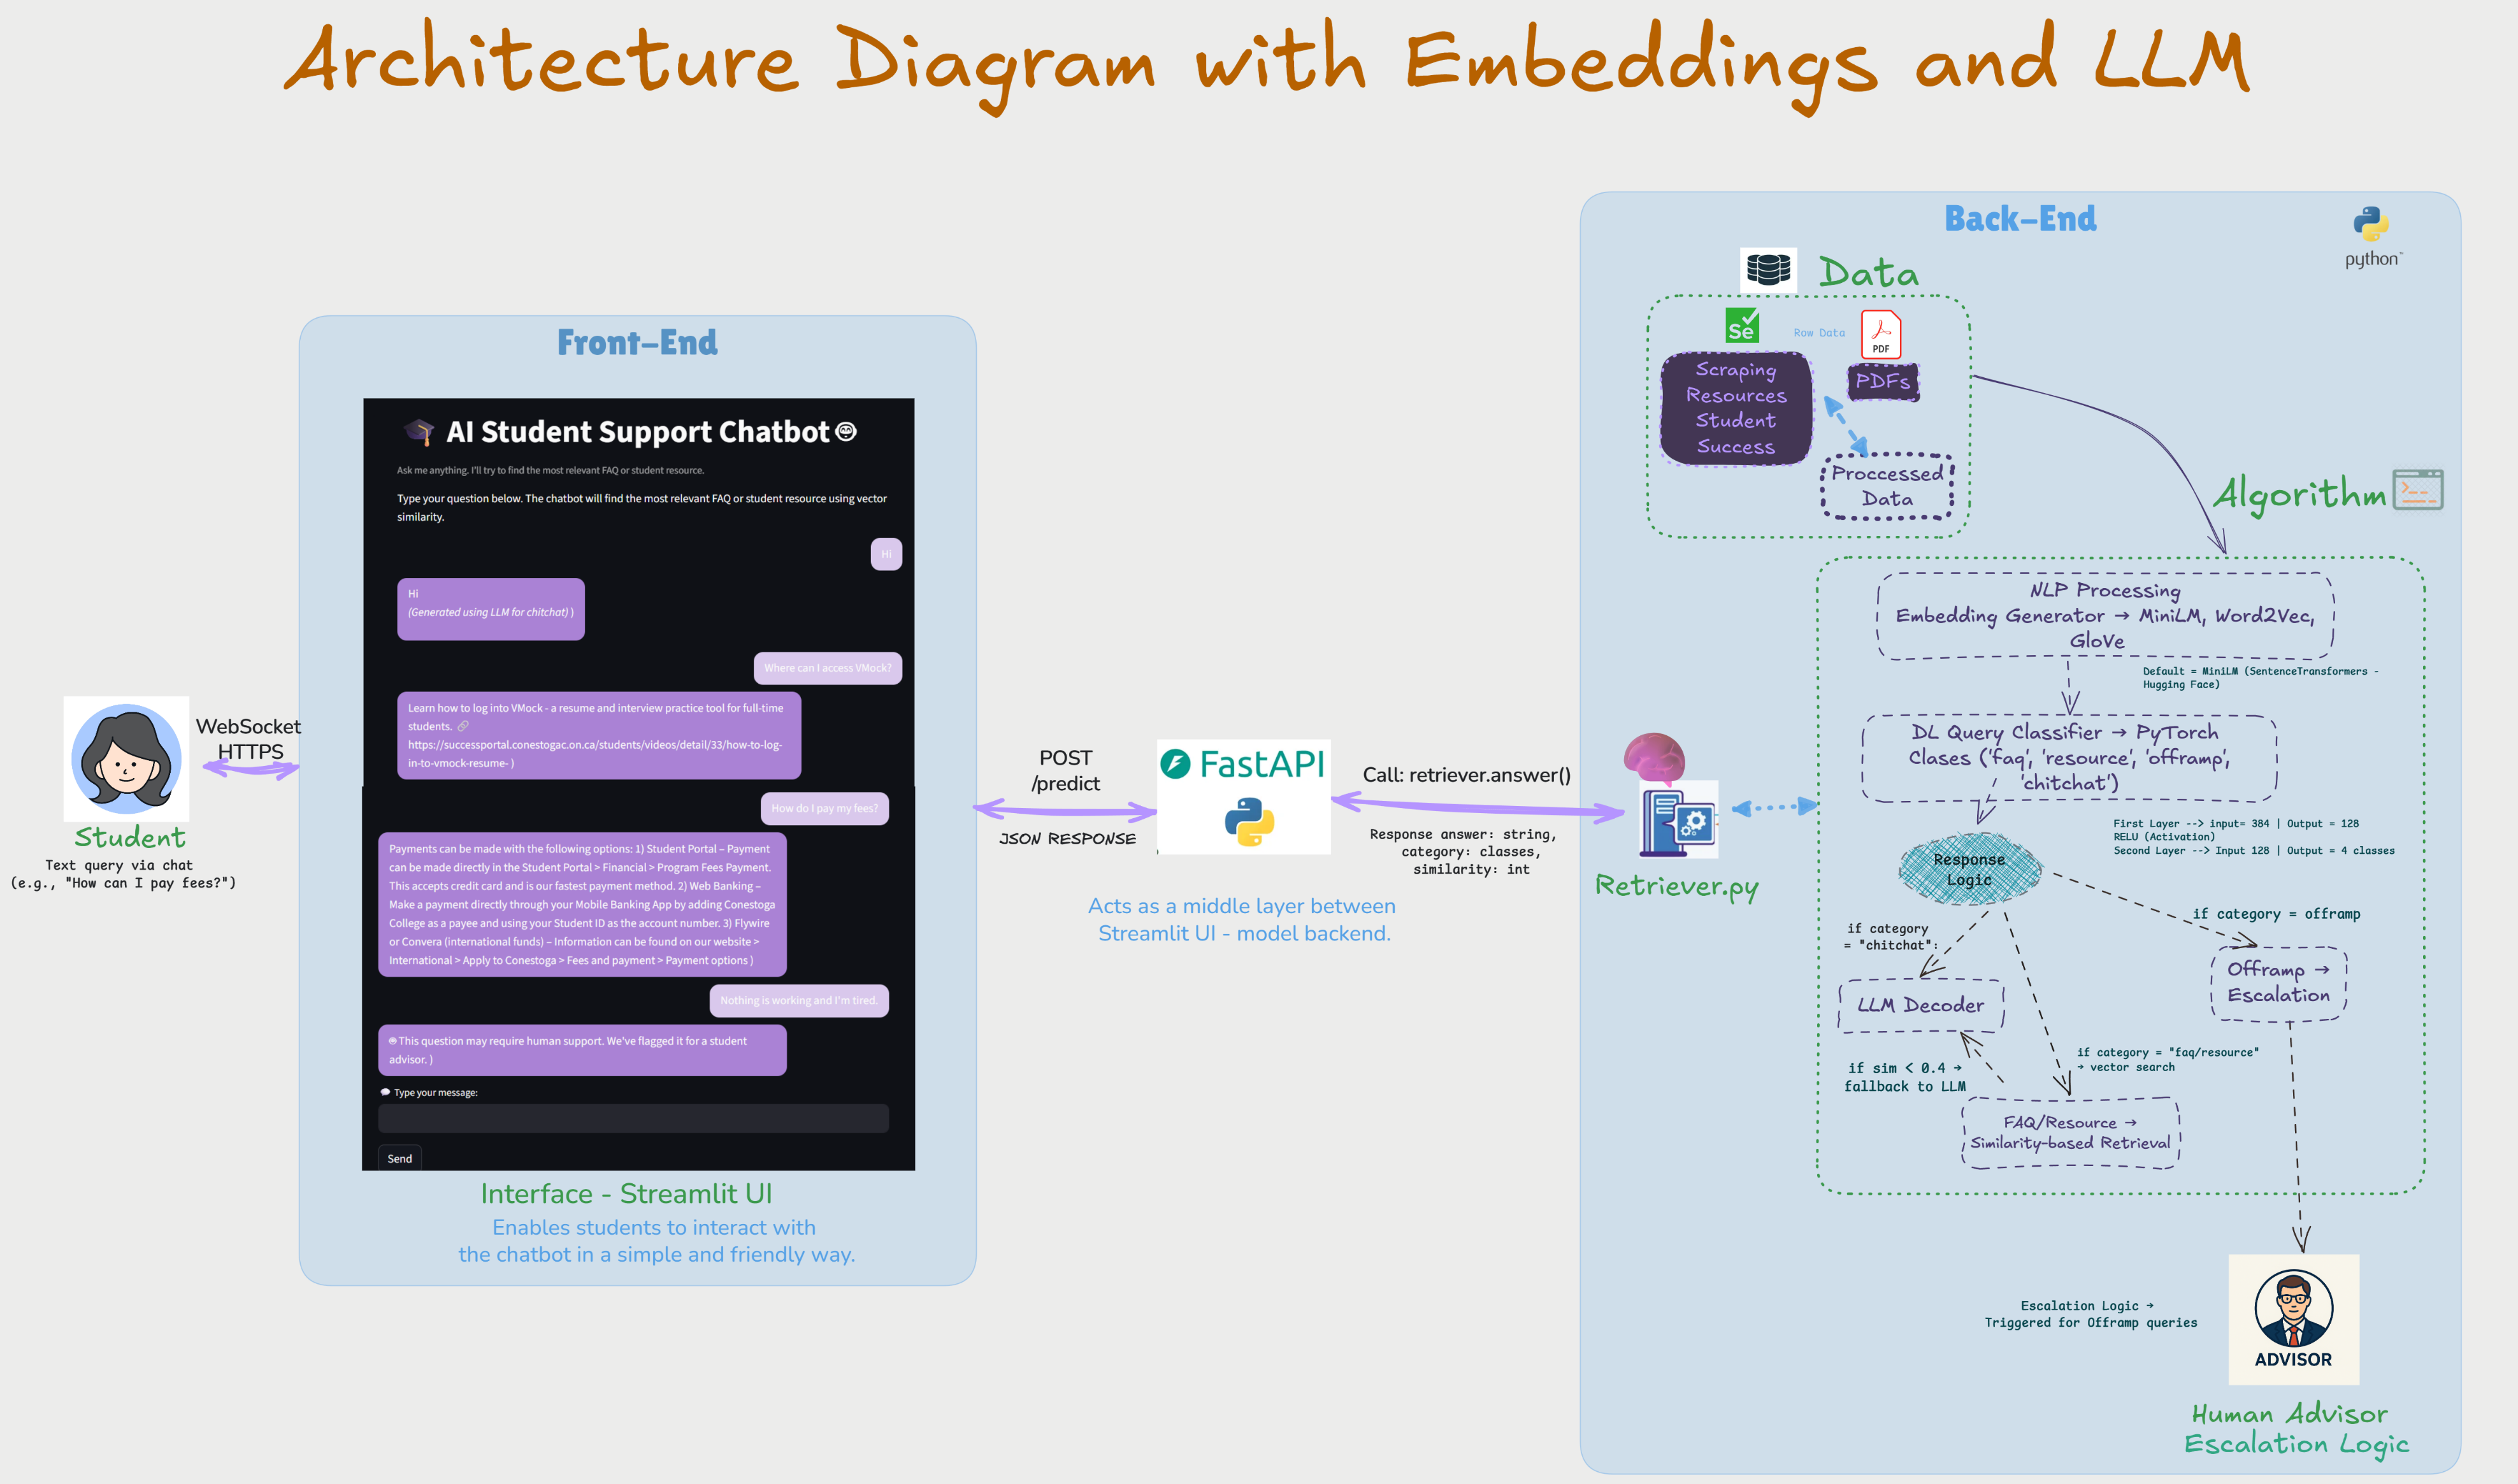 Architecture Diagram with Embeddings and LLM
Student
Text query via chat
(e.g., "How can I pay fees?")
WebSocket
HTTPS
Front-End
AI Student Support Chatbot
Ask me anything. I'll try to find the most relevant FAQ or student resource.
Type your question below. The chatbot will find the most relevant FAQ or student resource using vector
similarity.
Hi
Hi
(Generated using LLM for chitchat) )
Where can I access VMock?
Learn how to log into VMock - a resume and interview practice tool for full-time
students.
https://successportal.conestogac.on.ca/students/videos/detail/33/how-to-log-
in-to-vmock-resume- )
How do I pay my fees?
Payments can be made with the following options: 1) Student Portal – Payment
can be made directly in the Student Portal > Financial > Program Fees Payment.
This accepts credit card and is our fastest payment method. 2) Web Banking –
Make a payment directly through your Mobile Banking App by adding Conestoga
College as a payee and using your Student ID as the account number. 3) Flywire
or Convera (international funds) – Information can be found on our website >
International > Apply to Conestoga > Fees and payment > Payment options )
Nothing is working and I'm tired.
This question may require human support. We've flagged it for a student
advisor. )
Type your message:
Send
Interface - Streamlit UI
Enables students to interact with
the chatbot in a simple and friendly way.
POST
/predict
JSON RESPONSE
FastAPI
Acts as a middle layer between
Streamlit UI - model backend.
Call: retriever.answer()
Response answer: string,
category: classes,
similarity: int
Retriever.py
Back-End
python™
Data
Se
Row Data
PDF
Scraping
Resources
Student
Success
PDFs
Proccessed
Data
Algorithm
NLP Processing
Embedding Generator → MiniLM, Word2Vec,
GloVe
Default = MiniLM (SentenceTransformers -
Hugging Face)
DL Query Classifier → PyTorch
Clases ('faq', 'resource', 'offramp',
'chitchat')
First Layer --> input= 384 | Output = 128
RELU (Activation)
Second Layer --> Input 128 | Output = 4 classes
Response
Logic
if category
= "chitchat":
if category = offramp
LLM Decoder
Offramp →
Escalation
if sim < 0.4 →
fallback to LLM
if category = "faq/resource"
→ vector search
FAQ/Resource →
Similarity-based Retrieval
Escalation Logic →
Triggered for Offramp queries
ADVISOR
Human Advisor
Escalation Logic